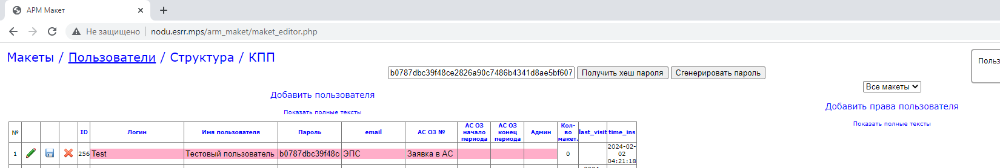 АРМ Макет
Не защищено | nodu.esrr.mps/arm_maket/maket_editor.php
Макеты / Пользователи / Структура / КПП
Польз
b0787dbc39f48ce2826a90c7486b4341d8ae5bf607 Получить хеш пароля Сгенерировать пароль
Все макеты
Добавить пользователя
Добавить права пользователя
Показать полные тексты
Показать полные тексты
№ ID Логин Имя пользователя Пароль email АС ОЗ № АС ОЗ начало периода АС ОЗ конец периода Админ Кол-во макет. last_visit time_ins
1 256 Test Тестовый пользователь b0787dbc39f48c ЭПС Заявка в АС 0 2024-02-02 04:21:18